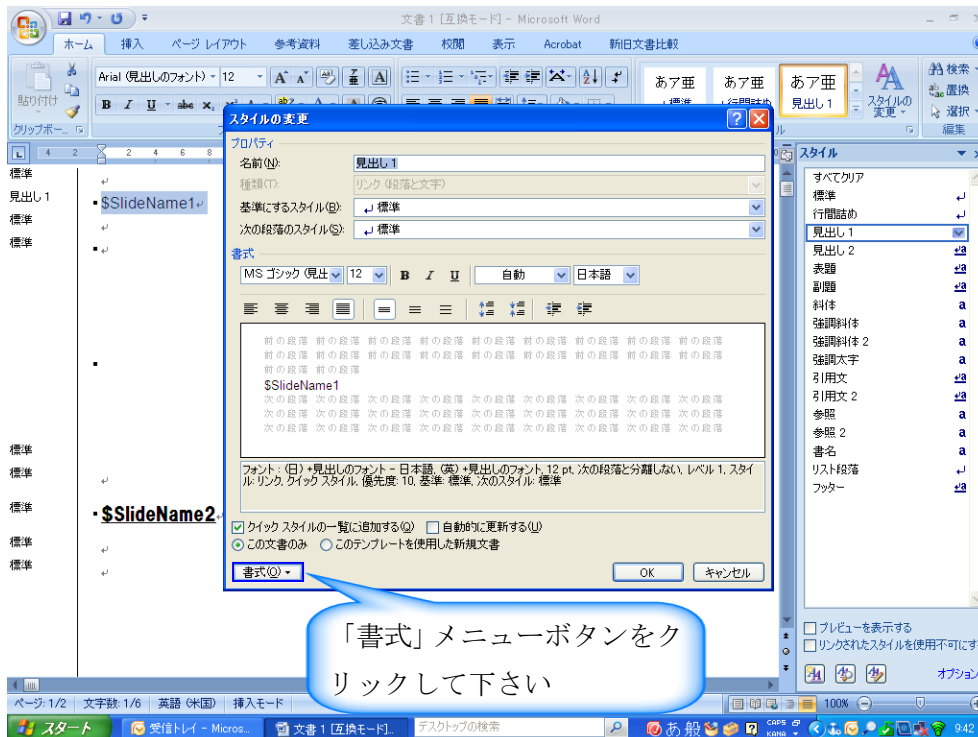 文書 1 [互換モード] - Microsoft Word
ホーム 挿入 ページ レイアウト 参考資料 差し込み文書 校閲 表示 Acrobat 新旧文書比較
Arial (見出しのフォント) 12
貼り付け
クリップボー...
あア亜 あア亜 あア亜
↓標準 ↓行間詰め 見出し 1
スタイルの変更
検索
置換
選択
編集
スタイルの変更
プロパティ
名前(N): 見出し 1
種類(T): リンク (段落と文字)
基準にするスタイル(B): ↵ 標準
次の段落のスタイル(S): ↵ 標準
書式
MS ゴシック (見出 12 B I U 自動 日本語
前の段落 前の段落 前の段落 前の段落 前の段落 前の段落 前の段落 前の段落 前の段落
前の段落 前の段落 前の段落 前の段落 前の段落 前の段落 前の段落 前の段落 前の段落
前の段落 前の段落
$SlideName1
次の段落 次の段落 次の段落 次の段落 次の段落 次の段落 次の段落 次の段落 次の段落
次の段落 次の段落 次の段落 次の段落 次の段落 次の段落 次の段落 次の段落 次の段落
次の段落 次の段落 次の段落 次の段落 次の段落 次の段落 次の段落 次の段落 次の段落
フォント : (日) +見出しのフォント - 日本語, (英) +見出しのフォント, 12 pt, 次の段落と分離しない, レベル 1, スタイ
ル: リンク, クイック スタイル, 優先度: 10, 基準: 標準, 次のスタイル: 標準
クイック スタイルの一覧に追加する(Q) 自動的に更新する(U)
この文書のみ このテンプレートを使用した新規文書
書式(O) OK キャンセル
「書式」メニューボタンをク
リックして下さい
標準
見出し 1
標準
標準
標準
標準
標準
標準
標準
$SlideName1
$SlideName2
スタイル
すべてクリア
標準
行間詰め
見出し 1
見出し 2
表題
副題
斜体
強調斜体
強調斜体 2
強調太字
引用文
引用文 2
参照
参照 2
書名
リスト段落
フッター
プレビューを表示する
リンクされたスタイルを使用不可にす
オプション
ページ: 1/2 文字数: 1/6 英語 (米国) 挿入モード 100%
スタート 受信トレイ - Micros... 文書 1 [互換モード]... デスクトップの検索 あ 般 CAPS KANA 9:42